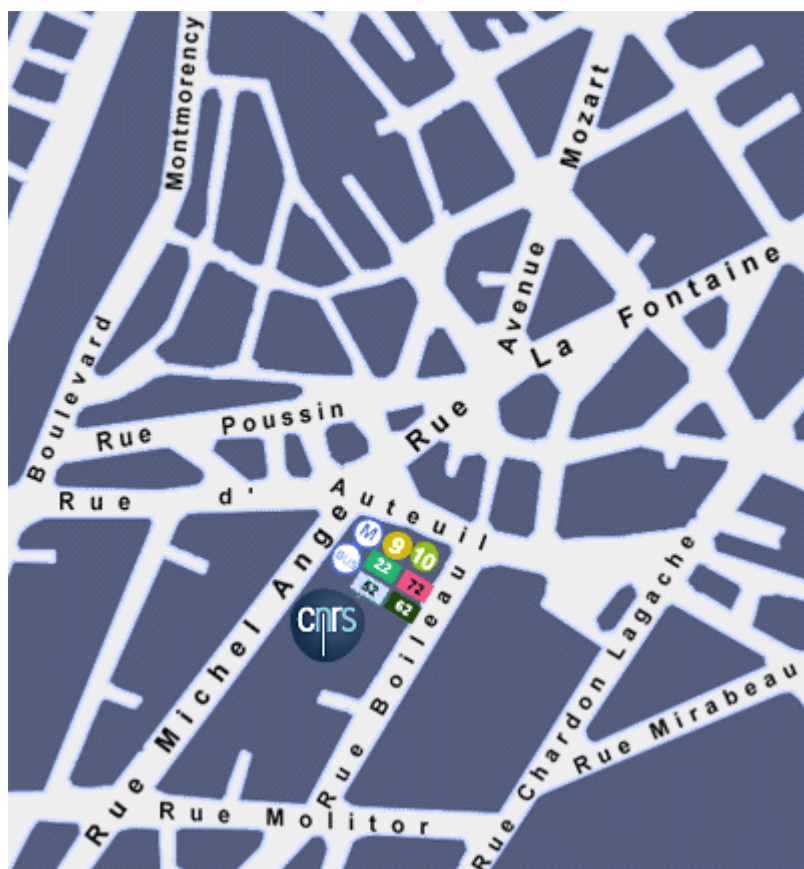 Boulevard Montmorency
Avenue Mozart
Rue La Fontaine
Rue Poussin
Rue d' Auteuil
M 9 10
BUS 22 72
52 62
cnrs
Rue Michel Ange
Rue Boileau
Rue Chardon Lagache
Rue Mirabeau
Rue Molitor